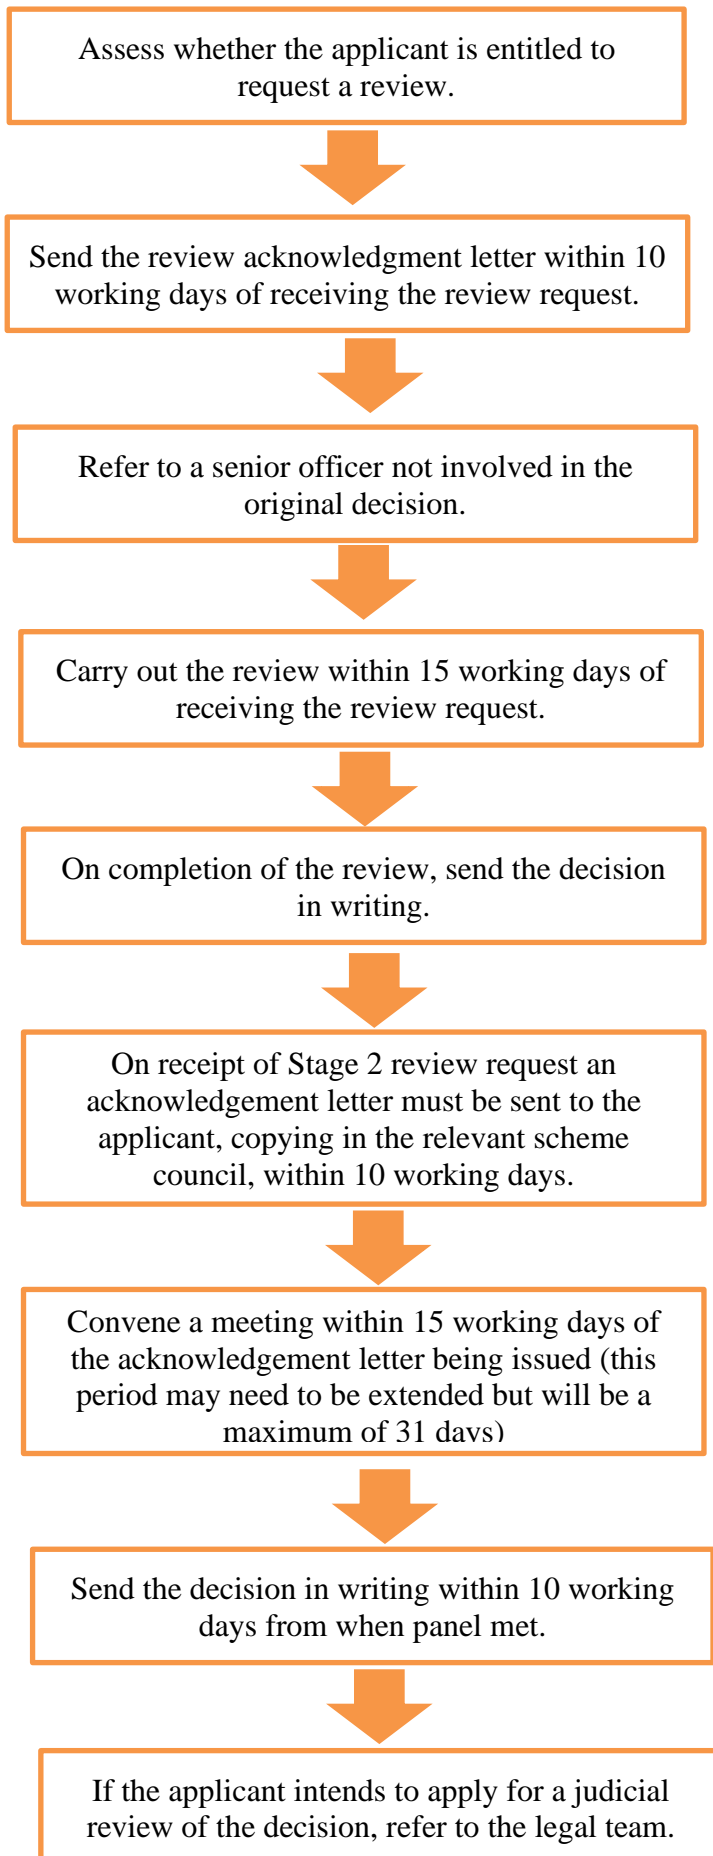 Assess whether the applicant is entitled to
request a review.
Send the review acknowledgment letter within 10
working days of receiving the review request.
Refer to a senior officer not involved in the
original decision.
Carry out the review within 15 working days of
receiving the review request.
On completion of the review, send the decision
in writing.
On receipt of Stage 2 review request an
acknowledgement letter must be sent to the
applicant, copying in the relevant scheme
council, within 10 working days.
Convene a meeting within 15 working days of
the acknowledgement letter being issued (this
period may need to be extended but will be a
maximum of 31 days)
Send the decision in writing within 10 working
days from when panel met.
If the applicant intends to apply for a judicial
review of the decision, refer to the legal team.